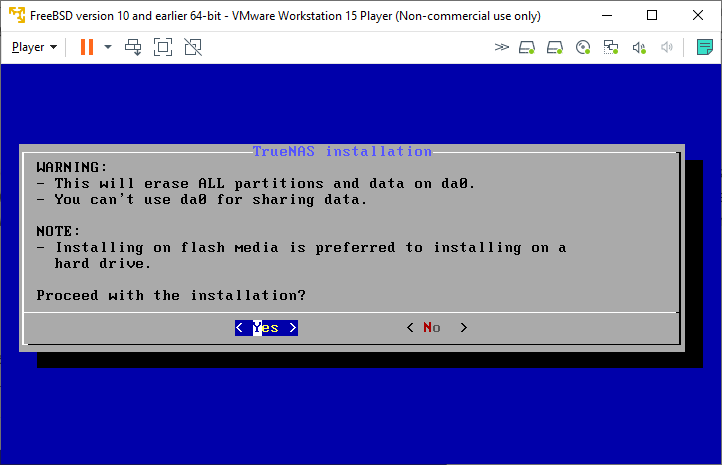 FreeBSD version 10 and earlier 64-bit - VMware Workstation 15 Player (Non-commercial use only)
Player
TrueNAS installation
WARNING:
- This will erase ALL partitions and data on da0.
- You can't use da0 for sharing data.
NOTE:
- Installing on flash media is preferred to installing on a
hard drive.
Proceed with the installation?
< Yes > < No >